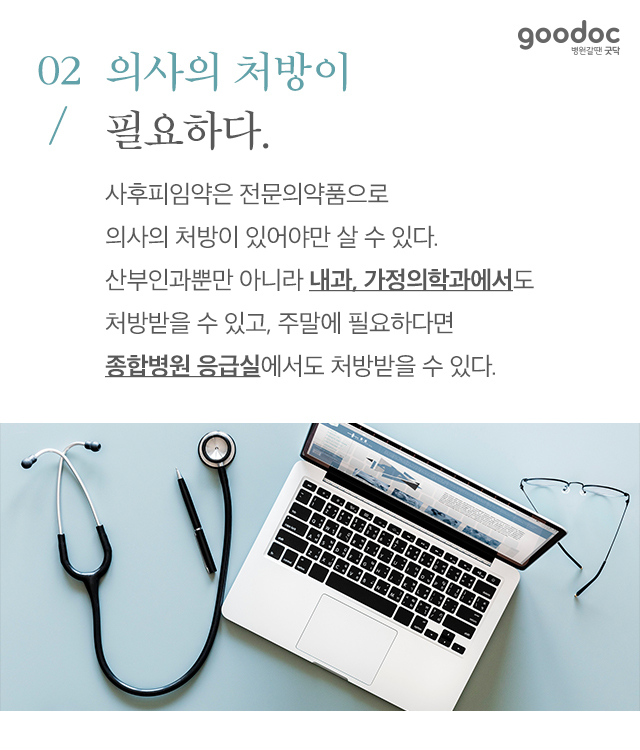 goodoc
병원갈땐 굿닥
02 의사의 처방이
/ 필요하다.
사후피임약은 전문의약품으로
의사의 처방이 있어야만 살 수 있다.
산부인과뿐만 아니라 내과, 가정의학과에서도
처방받을 수 있고, 주말에 필요하다면
종합병원 응급실에서도 처방받을 수 있다.